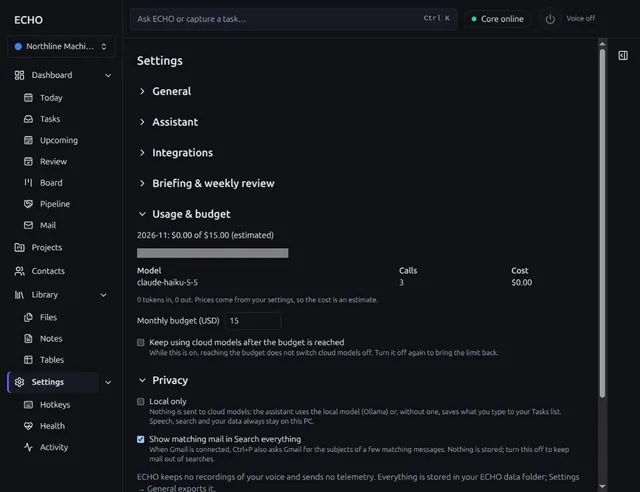 ECHO
Ask ECHO or capture a task…
Ctrl K
Core online
Voice off
Northline Machi…
Dashboard
Today
Tasks
Upcoming
Review
Board
Pipeline
Mail
Projects
Contacts
Library
Files
Notes
Tables
Settings
Hotkeys
Health
Activity
Settings
General
Assistant
Integrations
Briefing & weekly review
Usage & budget
2026-11: $0.00 of $15.00 (estimated)
Model Calls Cost
claude-haiku-5-5 3 $0.00
0 tokens in, 0 out. Prices come from your settings, so the cost is an estimate.
Monthly budget (USD) 15
Keep using cloud models after the budget is reached
While this is on, reaching the budget does not switch cloud models off. Turn it off again to bring the limit back.
Privacy
Local only
Nothing is sent to cloud models: the assistant uses the local model (Ollama) or, without one, saves what you type to your Tasks list.
Speech, search and your data always stay on this PC.
Show matching mail in Search everything
When Gmail is connected, Ctrl+P also asks Gmail for the subjects of a few matching messages. Nothing is stored; turn this off to keep
mail out of searches.
ECHO keeps no recordings of your voice and sends no telemetry. Everything is stored in your ECHO data folder; Settings
→ General exports it.